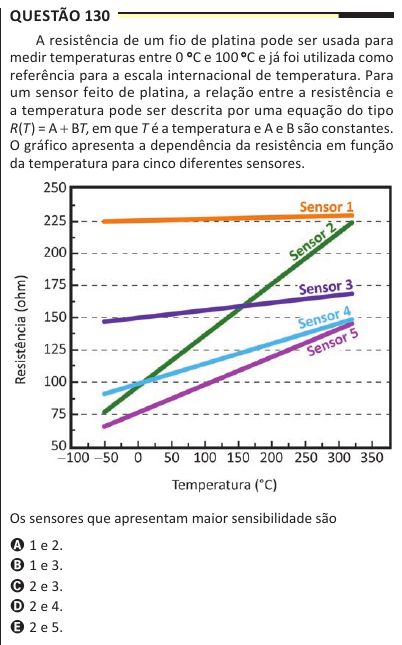 QUESTÃO 130
A resistência de um fio de platina pode ser usada para
medir temperaturas entre 0 ºC e 100 ºC e já foi utilizada como
referência para a escala internacional de temperatura. Para
um sensor feito de platina, a relação entre a resistência e
a temperatura pode ser descrita por uma equação do tipo
R(T) = A + BT, em que T é a temperatura e A e B são constantes.
O gráfico apresenta a dependência da resistência em função
da temperatura para cinco diferentes sensores.
250
225
200
175
150
125
100
75
50
Resistência (ohm)
Sensor 1
Sensor 2
Sensor 3
Sensor 4
Sensor 5
−100 −50 0 50 100 150 200 250 300 350
Temperatura (°C)
Os sensores que apresentam maior sensibilidade são
A 1 e 2.
B 1 e 3.
C 2 e 3.
D 2 e 4.
E 2 e 5.